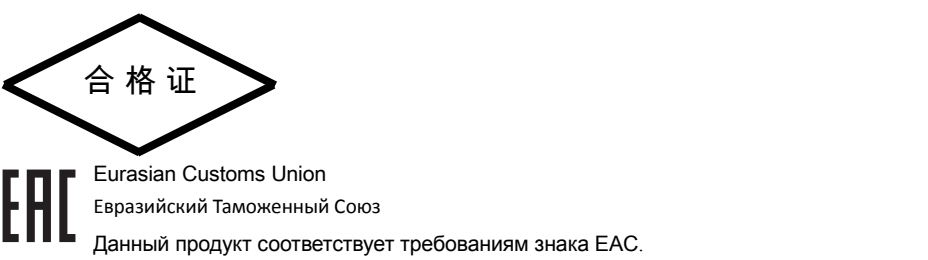 合格证
EAC
Eurasian Customs Union
Евразийский Таможенный Союз
Данный продукт соответствует требованиям знака EAC.